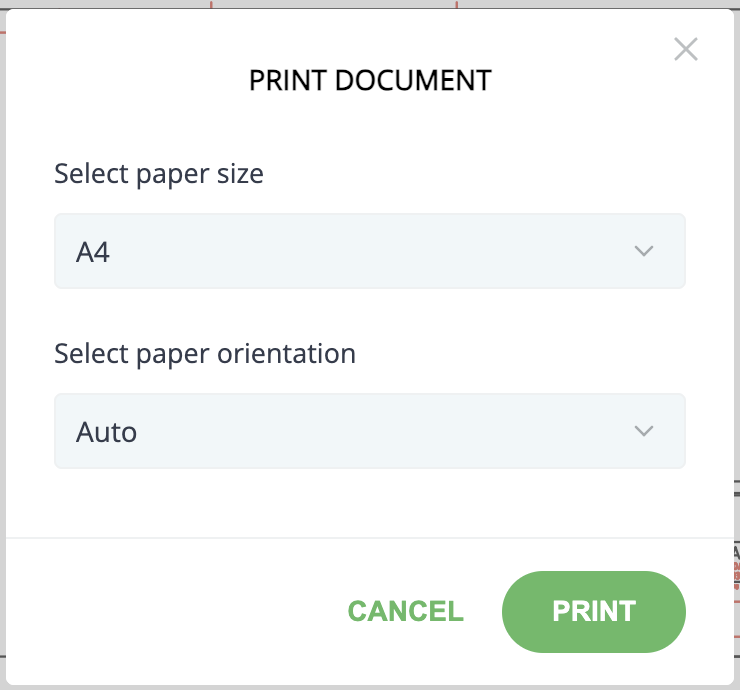 PRINT DOCUMENT
Select paper size
A4
Select paper orientation
Auto
CANCEL
PRINT